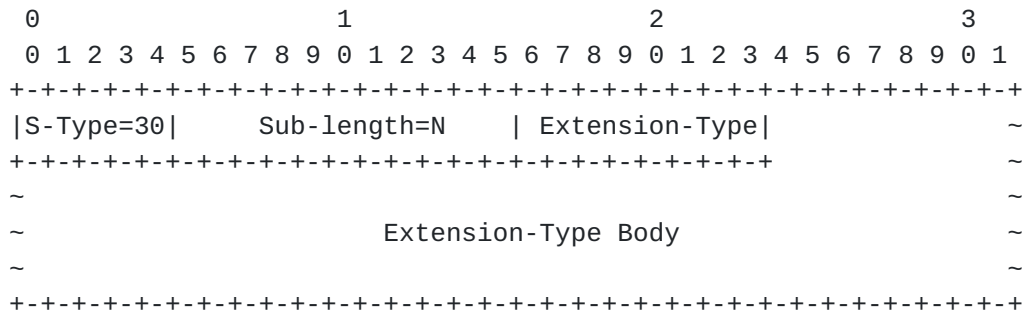 0                   1                   2                   3
 0 1 2 3 4 5 6 7 8 9 0 1 2 3 4 5 6 7 8 9 0 1 2 3 4 5 6 7 8 9 0 1
+-+-+-+-+-+-+-+-+-+-+-+-+-+-+-+-+-+-+-+-+-+-+-+-+-+-+-+-+-+-+-+-+
|S-Type=30|     Sub-length=N    | Extension-Type|               ~
+-+-+-+-+-+-+-+-+-+-+-+-+-+-+-+-+-+-+-+-+-+-+-+-+               ~
~                                                               ~
~                       Extension-Type Body                     ~
~                                                               ~
+-+-+-+-+-+-+-+-+-+-+-+-+-+-+-+-+-+-+-+-+-+-+-+-+-+-+-+-+-+-+-+-+